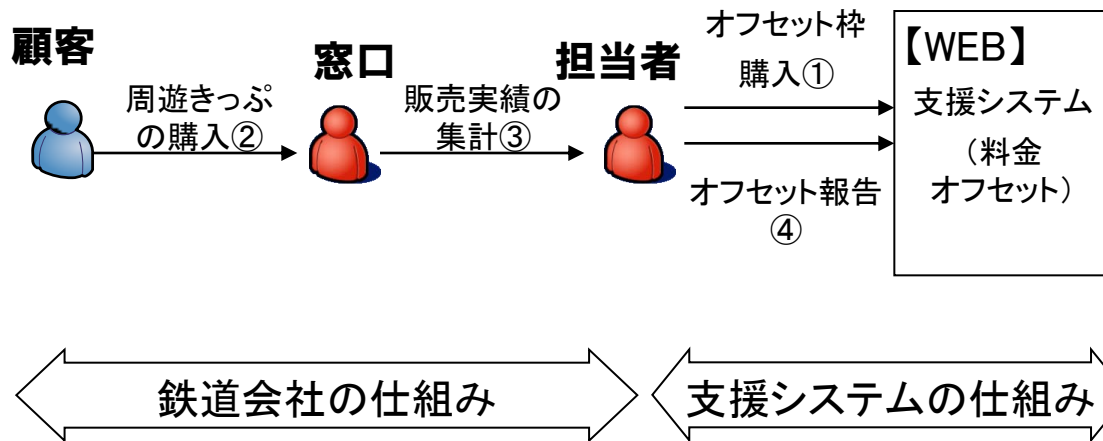 顧客
窓口
担当者
周遊きっぷ
の購入②
販売実績の
集計③
オフセット枠
購入①
オフセット報告
④
【WEB】
支援システム
（料金
オフセット）
鉄道会社の仕組み
支援システムの仕組み